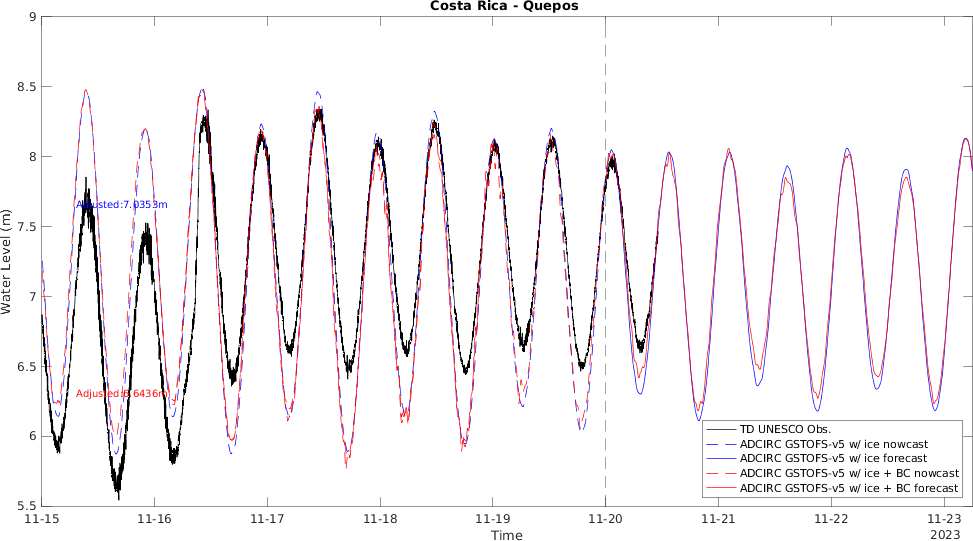 Costa Rica - Quepos
9
8.5
8
7.5
7
6.5
6
5.5
Water Level (m)
Adjusted:7.0353m
Adjusted:6.6436m
TD UNESCO Obs.
ADCIRC GSTOFS-v5 w/ ice nowcast
ADCIRC GSTOFS-v5 w/ ice forecast
ADCIRC GSTOFS-v5 w/ ice + BC nowcast
ADCIRC GSTOFS-v5 w/ ice + BC forecast
11-15 11-16 11-17 11-18 11-19 11-20 11-21 11-22 11-23
Time
2023